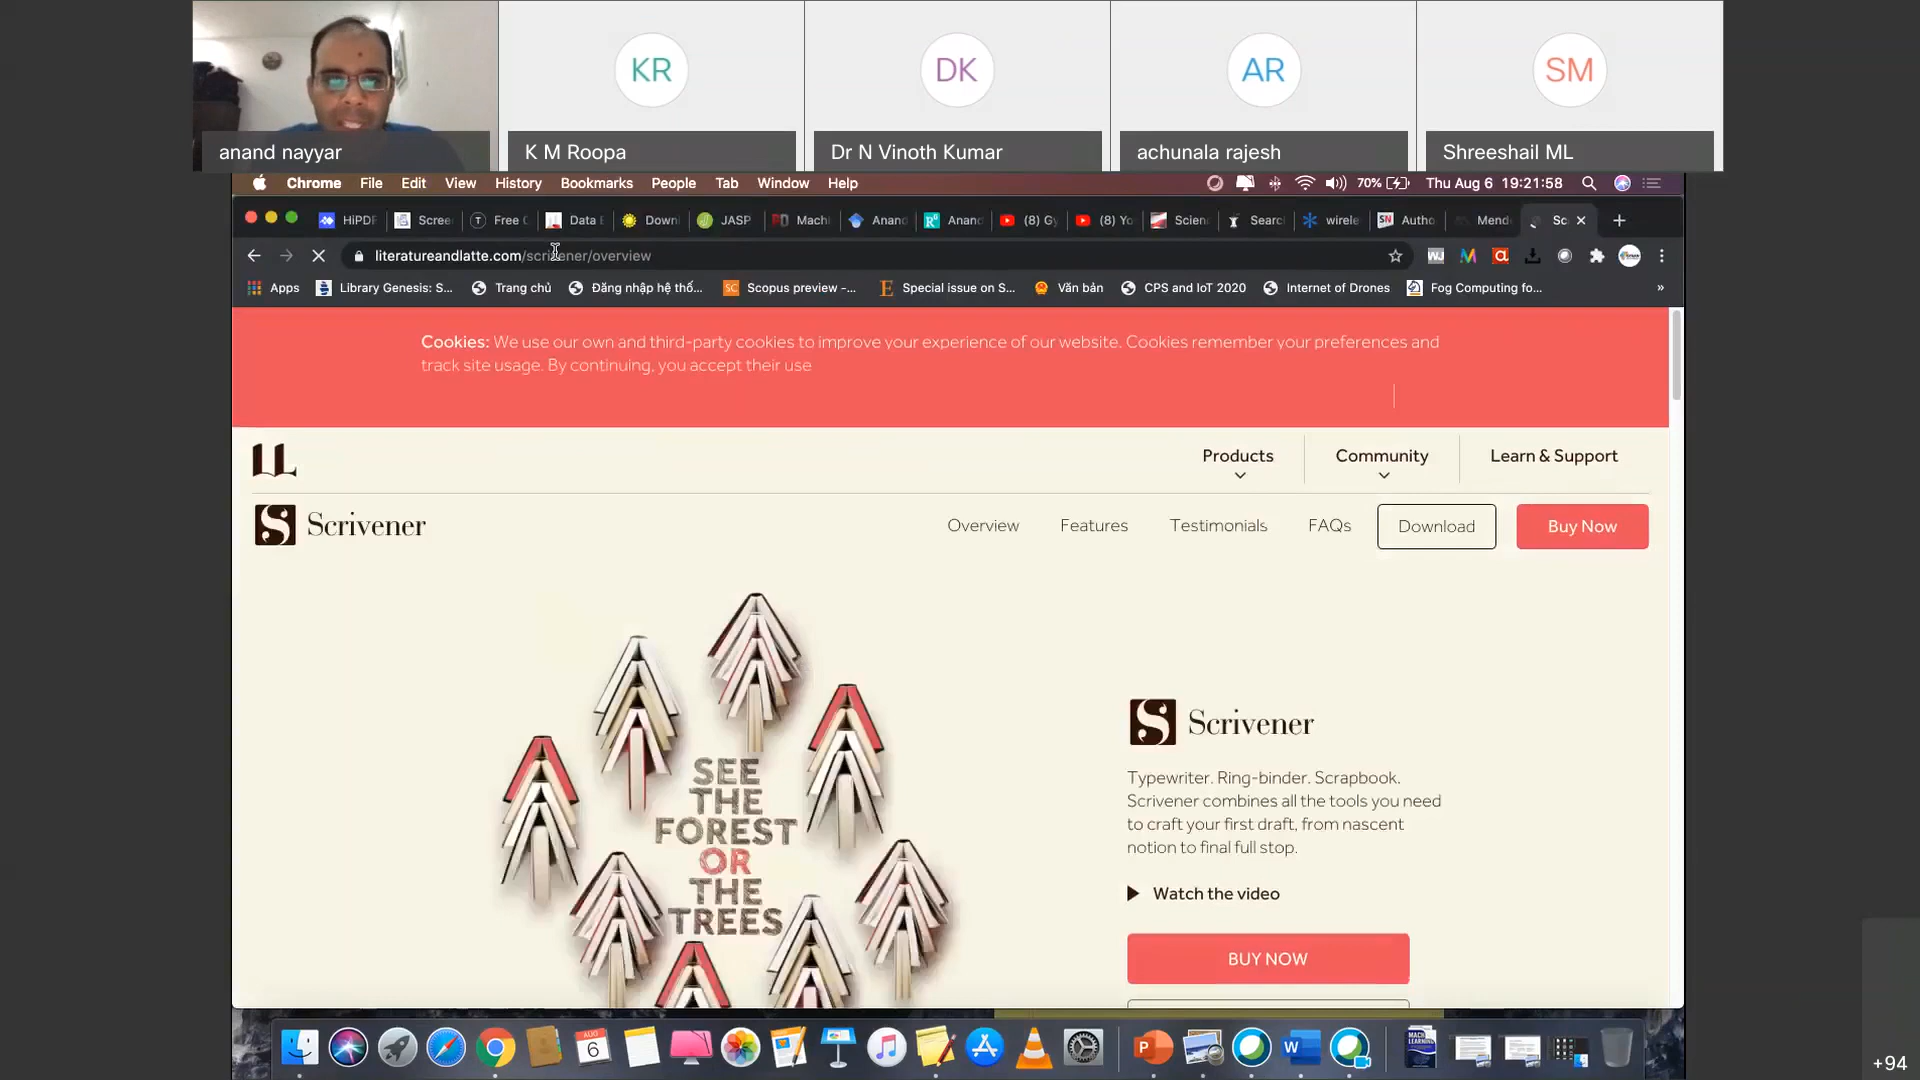 KR
DK
AR
SM
anand nayyar
K M Roopa
Dr N Vinoth Kumar
achunala rajesh
Shreeshail ML
Chrome File Edit View History Bookmarks People Tab Window Help
70% Thu Aug 6 19:21:58
HiPDF Scree Free C Data E Downl JASP Machi Anand Anand (8) Gy (8) Yo Scien Searc wirele Autho Mende Sc
literatureandlatte.com/scrivener/overview
Apps Library Genesis: S... Trang chủ Đăng nhập hệ thố... Scopus preview -... Special issue on S... Văn bản CPS and IoT 2020 Internet of Drones Fog Computing fo... »
Cookies: We use our own and third-party cookies to improve your experience of our website. Cookies remember your preferences and
track site usage. By continuing, you accept their use
LL
Products
Community
Learn & Support
S Scrivener
Overview
Features
Testimonials
FAQs
Download
Buy Now
SEE
THE
FOREST
OR
THE
TREES
S Scrivener
Typewriter. Ring-binder. Scrapbook.
Scrivener combines all the tools you need
to craft your first draft, from nascent
notion to final full stop.
Watch the video
BUY NOW
AUG
6
+94